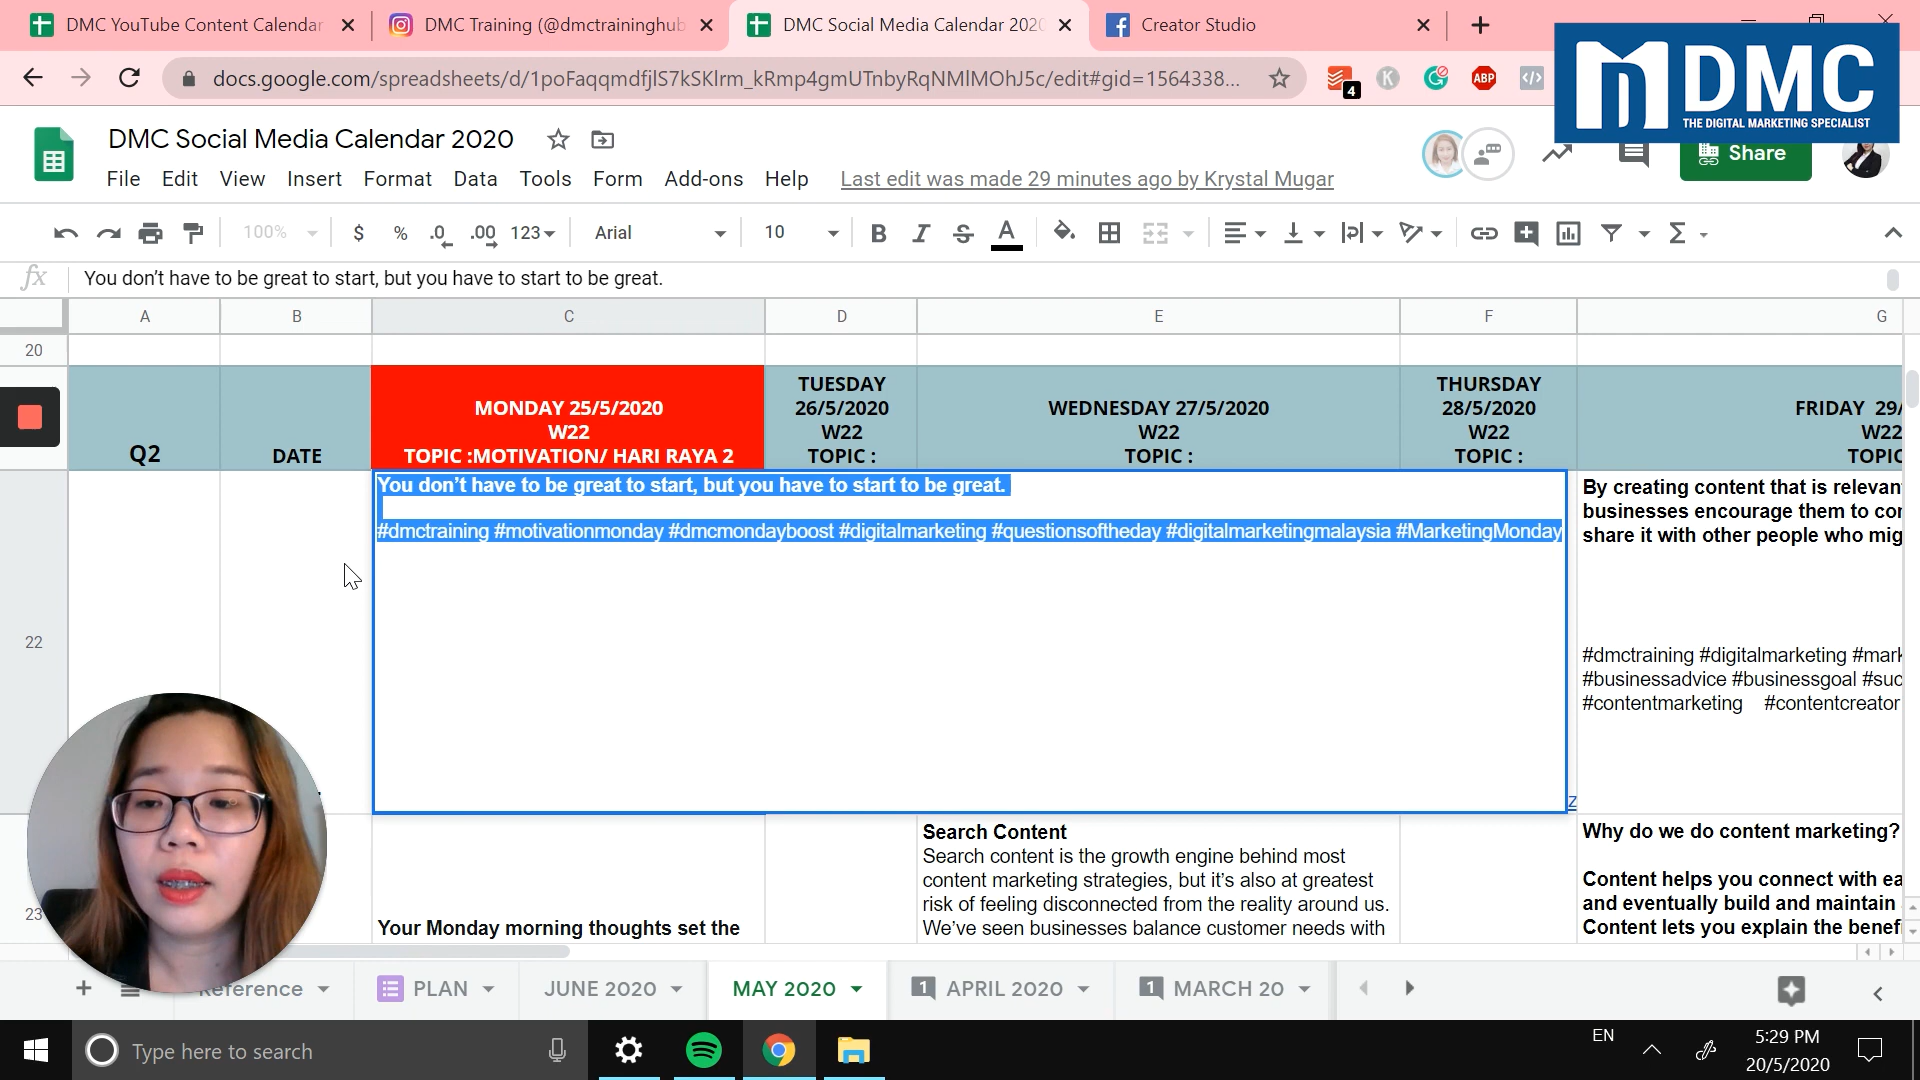 DMC YouTube Content Calendar
DMC Training (@dmctraininghub
DMC Social Media Calendar 2020
Creator Studio
docs.google.com/spreadsheets/d/1poFaqqmdfjlS7kSKlrm_kRmp4gmUTnbyRqNMlMOhJ5c/edit#gid=1564338...
4
K
ABP
DMC
THE DIGITAL MARKETING SPECIALIST
DMC Social Media Calendar 2020
Share
File Edit View Insert Format Data Tools Form Add-ons Help Last edit was made 29 minutes ago by Krystal Mugar
100% $ % .0 .00 123 Arial 10 B I S A
fx You don’t have to be great to start, but you have to start to be great.
A B C D E F G
20
Q2
DATE
MONDAY 25/5/2020
W22
TOPIC :MOTIVATION/ HARI RAYA 2
TUESDAY
26/5/2020
W22
TOPIC :
WEDNESDAY 27/5/2020
W22
TOPIC :
THURSDAY
28/5/2020
W22
TOPIC :
FRIDAY 29/
W22
TOPIC
22
You don’t have to be great to start, but you have to start to be great.
#dmctraining #motivationmonday #dmcmondayboost #digitalmarketing #questionsoftheday #digitalmarketingmalaysia #MarketingMonday
z
By creating content that is relevan
businesses encourage them to con
share it with other people who mig
#dmctraining #digitalmarketing #mark
#businessadvice #businessgoal #suc
#contentmarketing #contentcreator
23
Your Monday morning thoughts set the
Search Content
Search content is the growth engine behind most
content marketing strategies, but it’s also at greatest
risk of feeling disconnected from the reality around us.
We’ve seen businesses balance customer needs with
Why do we do content marketing?
Content helps you connect with ea
and eventually build and maintain
Content lets you explain the benef
Reference PLAN JUNE 2020 MAY 2020 1 APRIL 2020 1 MARCH 20
Type here to search
EN
5:29 PM
20/5/2020